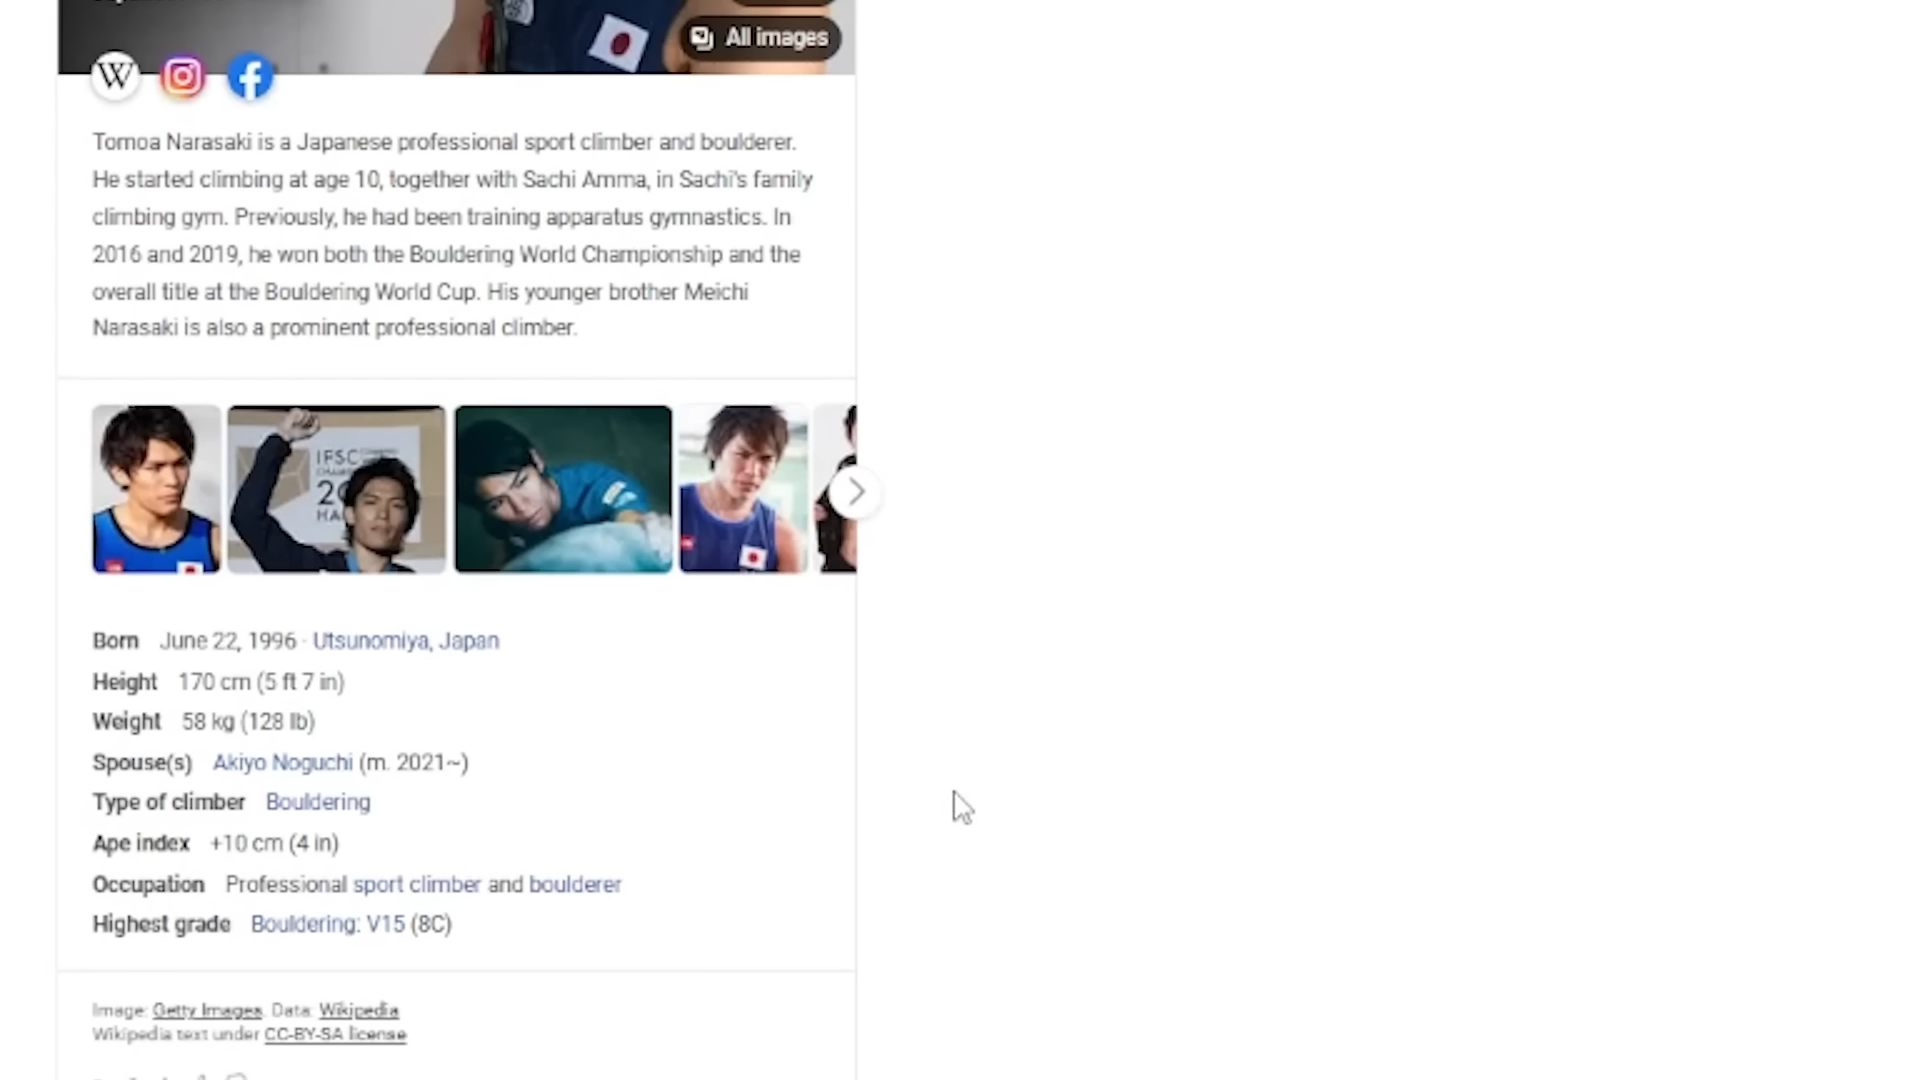 All images
W
Tomoa Narasaki is a Japanese professional sport climber and boulderer.
He started climbing at age 10, together with Sachi Amma, in Sachi's family
climbing gym. Previously, he had been training apparatus gymnastics. In
2016 and 2019, he won both the Bouldering World Championship and the
overall title at the Bouldering World Cup. His younger brother Meichi
Narasaki is also a prominent professional climber.
IFSC
Born June 22, 1996 · Utsunomiya, Japan
Height 170 cm (5 ft 7 in)
Weight 58 kg (128 lb)
Spouse(s) Akiyo Noguchi (m. 2021~)
Type of climber Bouldering
Ape index +10 cm (4 in)
Occupation Professional sport climber and boulderer
Highest grade Bouldering: V15 (8C)
Image: Getty Images. Data: Wikipedia
Wikipedia text under CC-BY-SA license